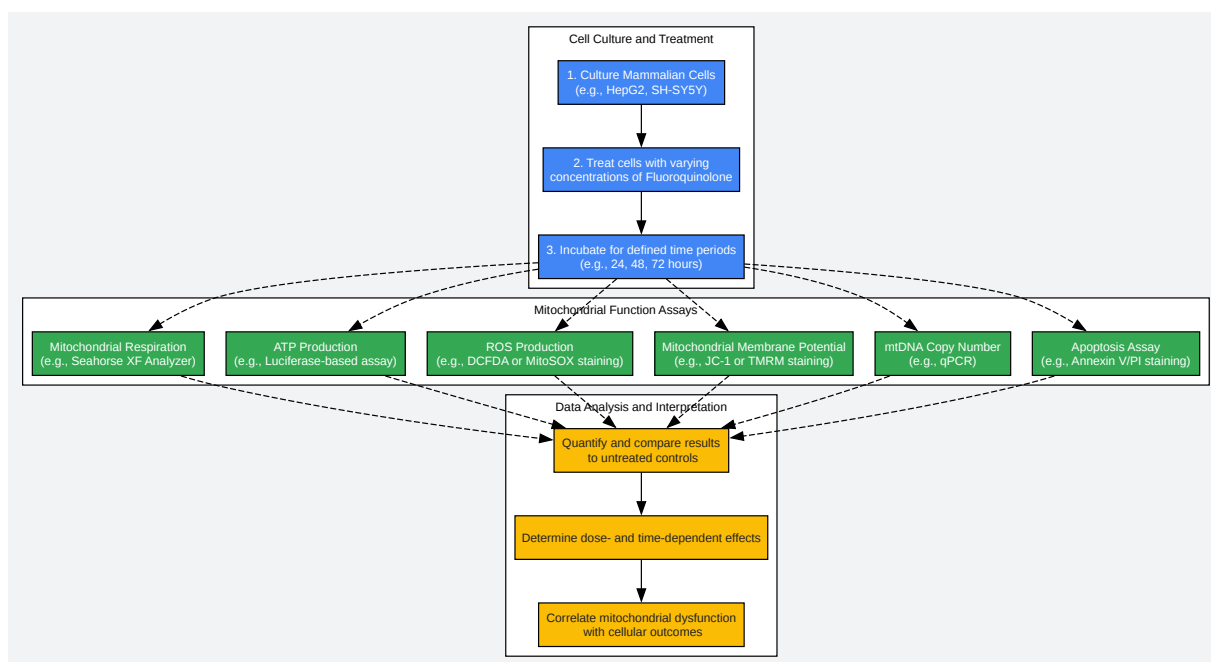 Cell Culture and Treatment
1. Culture Mammalian Cells
(e.g., HepG2, SH-SY5Y)
2. Treat cells with varying
concentrations of Fluoroquinolone
3. Incubate for defined time periods
(e.g., 24, 48, 72 hours)
Mitochondrial Function Assays
Mitochondrial Respiration
(e.g., Seahorse XF Analyzer)
ATP Production
(e.g., Luciferase-based assay)
ROS Production
(e.g., DCFDA or MitoSOX staining)
Mitochondrial Membrane Potential
(e.g., JC-1 or TMRM staining)
mtDNA Copy Number
(e.g., qPCR)
Apoptosis Assay
(e.g., Annexin V/PI staining)
Data Analysis and Interpretation
Quantify and compare results
to untreated controls
Determine dose- and time-dependent effects
Correlate mitochondrial dysfunction
with cellular outcomes